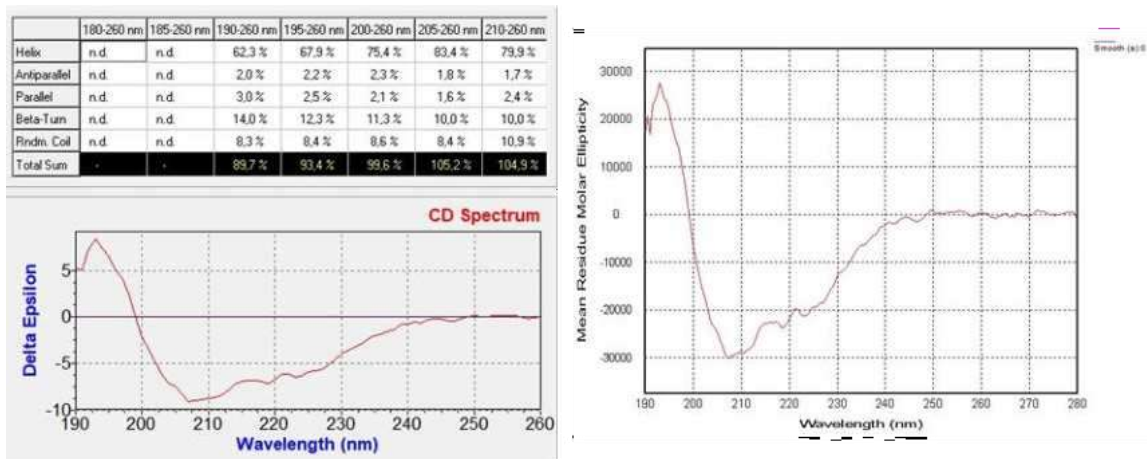 180-260 nm 185-260 nm 190-260 nm 195-260 nm 200-260 nm 205-260 nm 210-260 nm
Helix n.d. n.d. 62,3 % 67,9 % 75,4 % 83,4 % 79,9 %
Antiparallel n.d. n.d. 2,0 % 2,2 % 2,3 % 1,8 % 1,7 %
Parallel n.d. n.d. 3,0 % 2,5 % 2,1 % 1,6 % 2,4 %
Beta-Turn n.d. n.d. 14,0 % 12,3 % 11,3 % 10,0 % 10,0 %
Rndm. Coil n.d. n.d. 8,3 % 8,4 % 8,6 % 8,4 % 10,9 %
Total Sum - - 89,7 % 93,4 % 99,6 % 105,2 % 104,9 %
CD Spectrum
Delta Epsilon
5
0
-5
-10
190 200 210 220 230 240 250 260
Wavelength (nm)
Mean Residue Molar Ellipticity
30000
20000
10000
0
-10000
-20000
-30000
190 200 210 220 230 240 250 260 270 280
Wavelength (nm)
Smooth